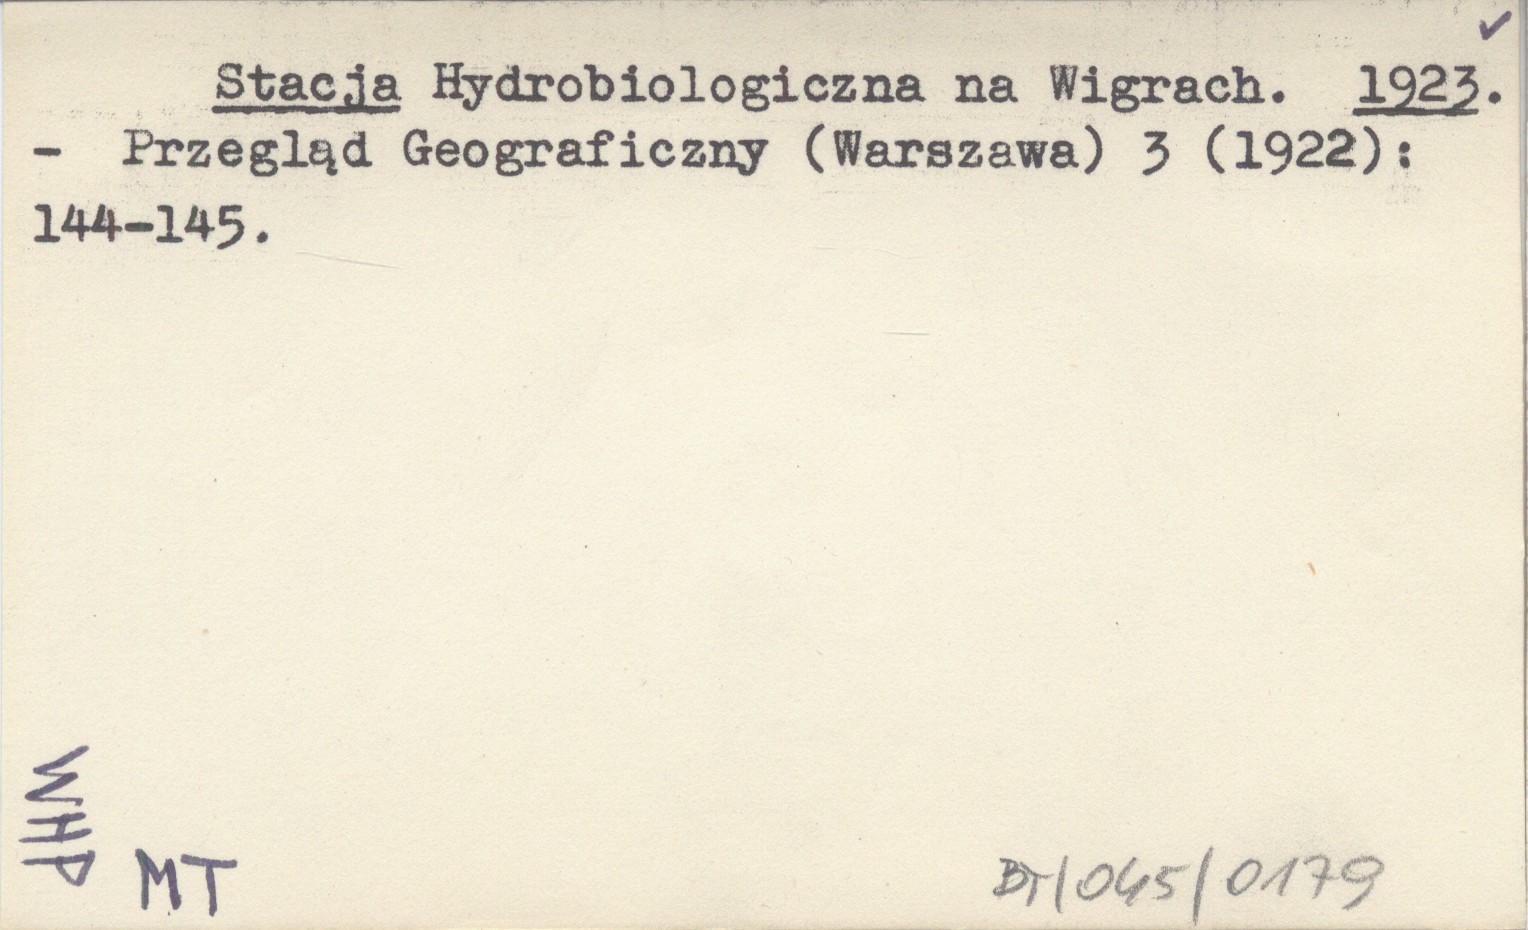 Stacja Hydrobiologiczna na Wigrach. 1923.
- Przegląd Geograficzny (Warszawa) 3 (1922):
144-145.
WHP
MT
BT/045/0179